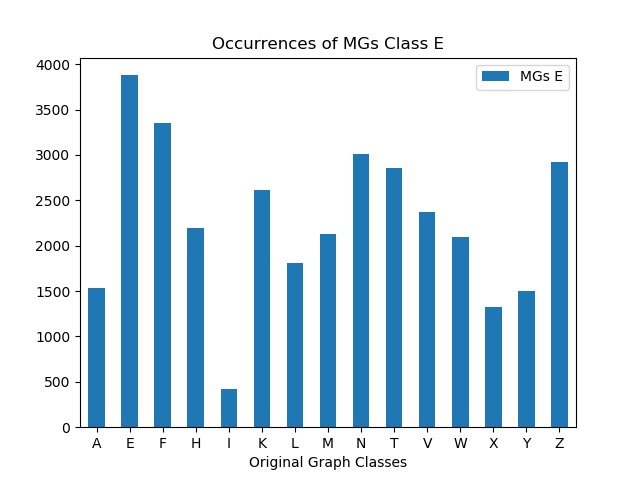 Occurrences of MGs Class E
MGs E
4000
3500
3000
2500
2000
1500
1000
500
0
A E F H I K L M N T V W X Y Z
Original Graph Classes